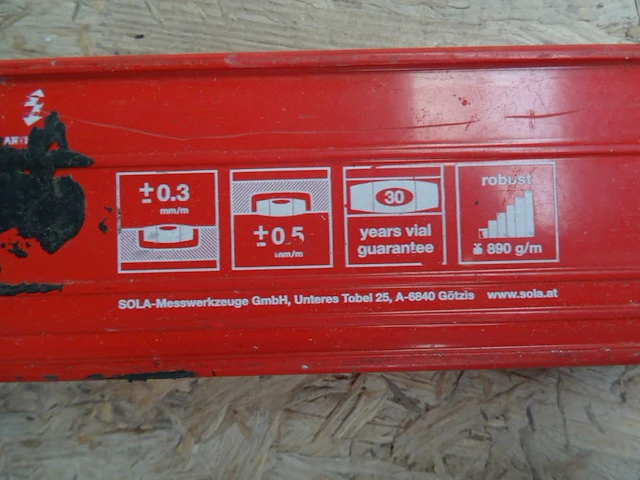 ± 0.3
mm/m
± 0.5
mm/m
30
years vial
guarantee
robust
890 g/m
SOLA-Messwerkzeuge GmbH, Unteres Tobel 25, A-6840 Götzis www.sola.at